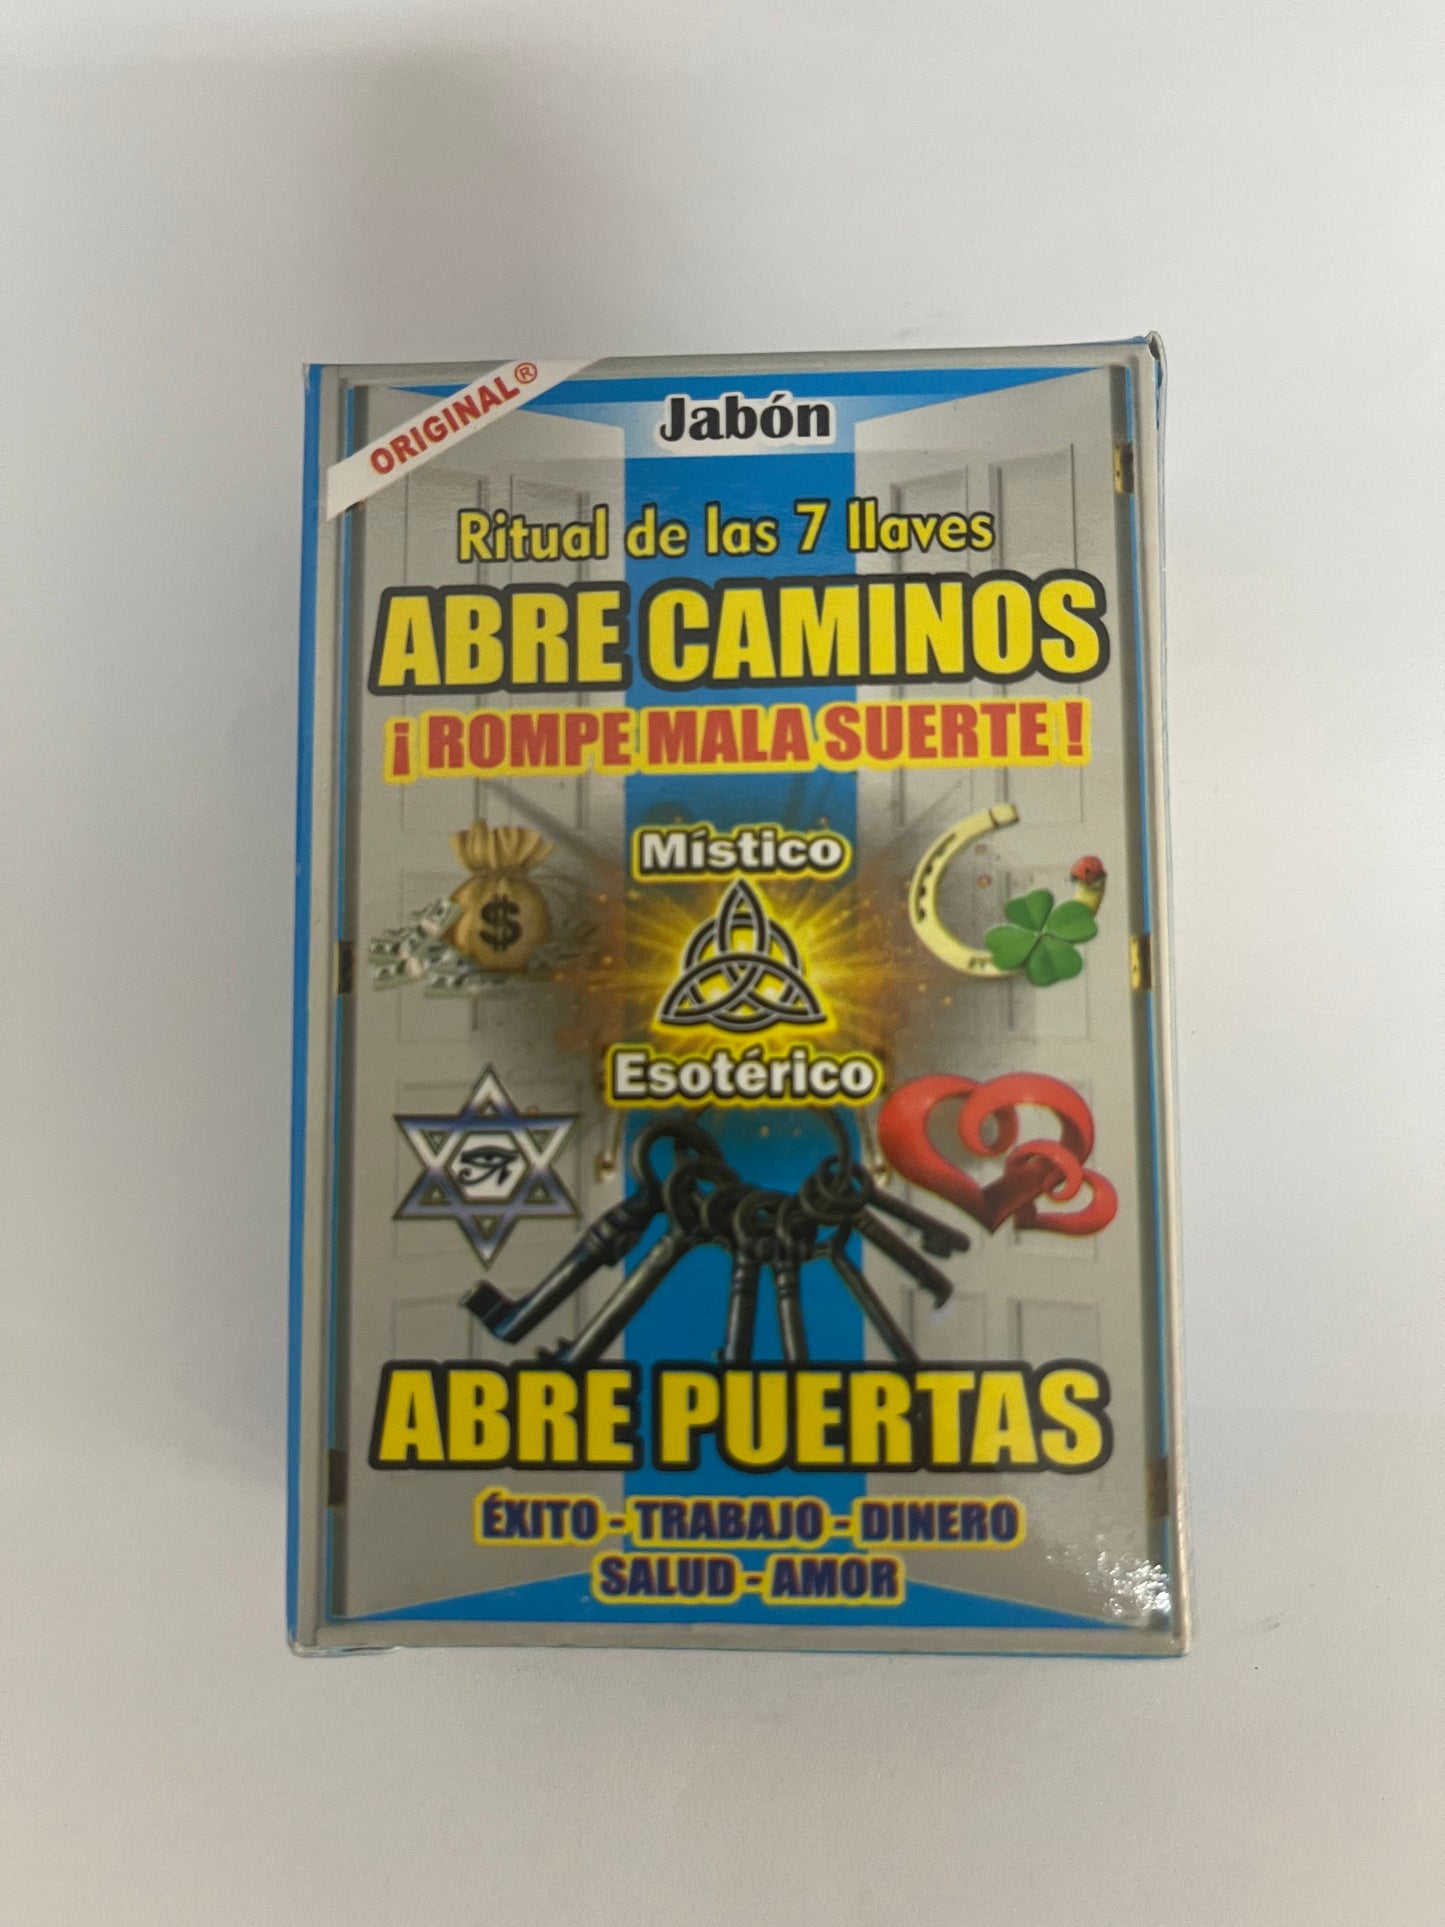 ORIGINAL®
Jabón
Ritual de las 7 llaves
ABRE CAMINOS
¡ROMPE MALA SUERTE!
Místico
$
Esotérico
ABRE PUERTAS
ÉXITO - TRABAJO - DINERO
SALUD - AMOR